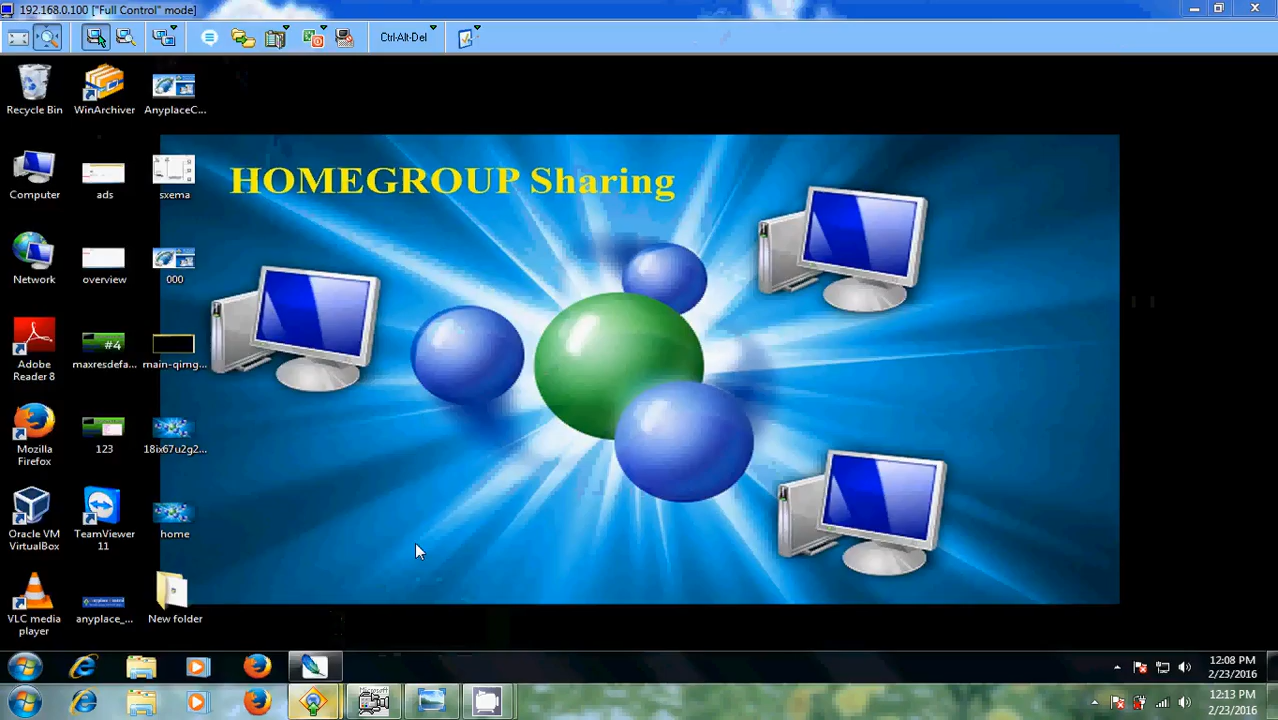 192.168.0.100 ["Full Control" mode]
Ctrl-Alt-Del
Recycle Bin
WinArchiver
AnyplaceC...
HOMEGROUP Sharing
Computer
ads
sxema
Network
overview
000
Adobe
Reader 8
maxresdefa...
#4
main-qimg...
Mozilla
Firefox
123
18ix67u2g2...
Oracle VM
VirtualBox
TeamViewer
11
home
VLC media
player
anyplace_...
New folder
12:08 PM
2/23/2016
12:13 PM
2/23/2016